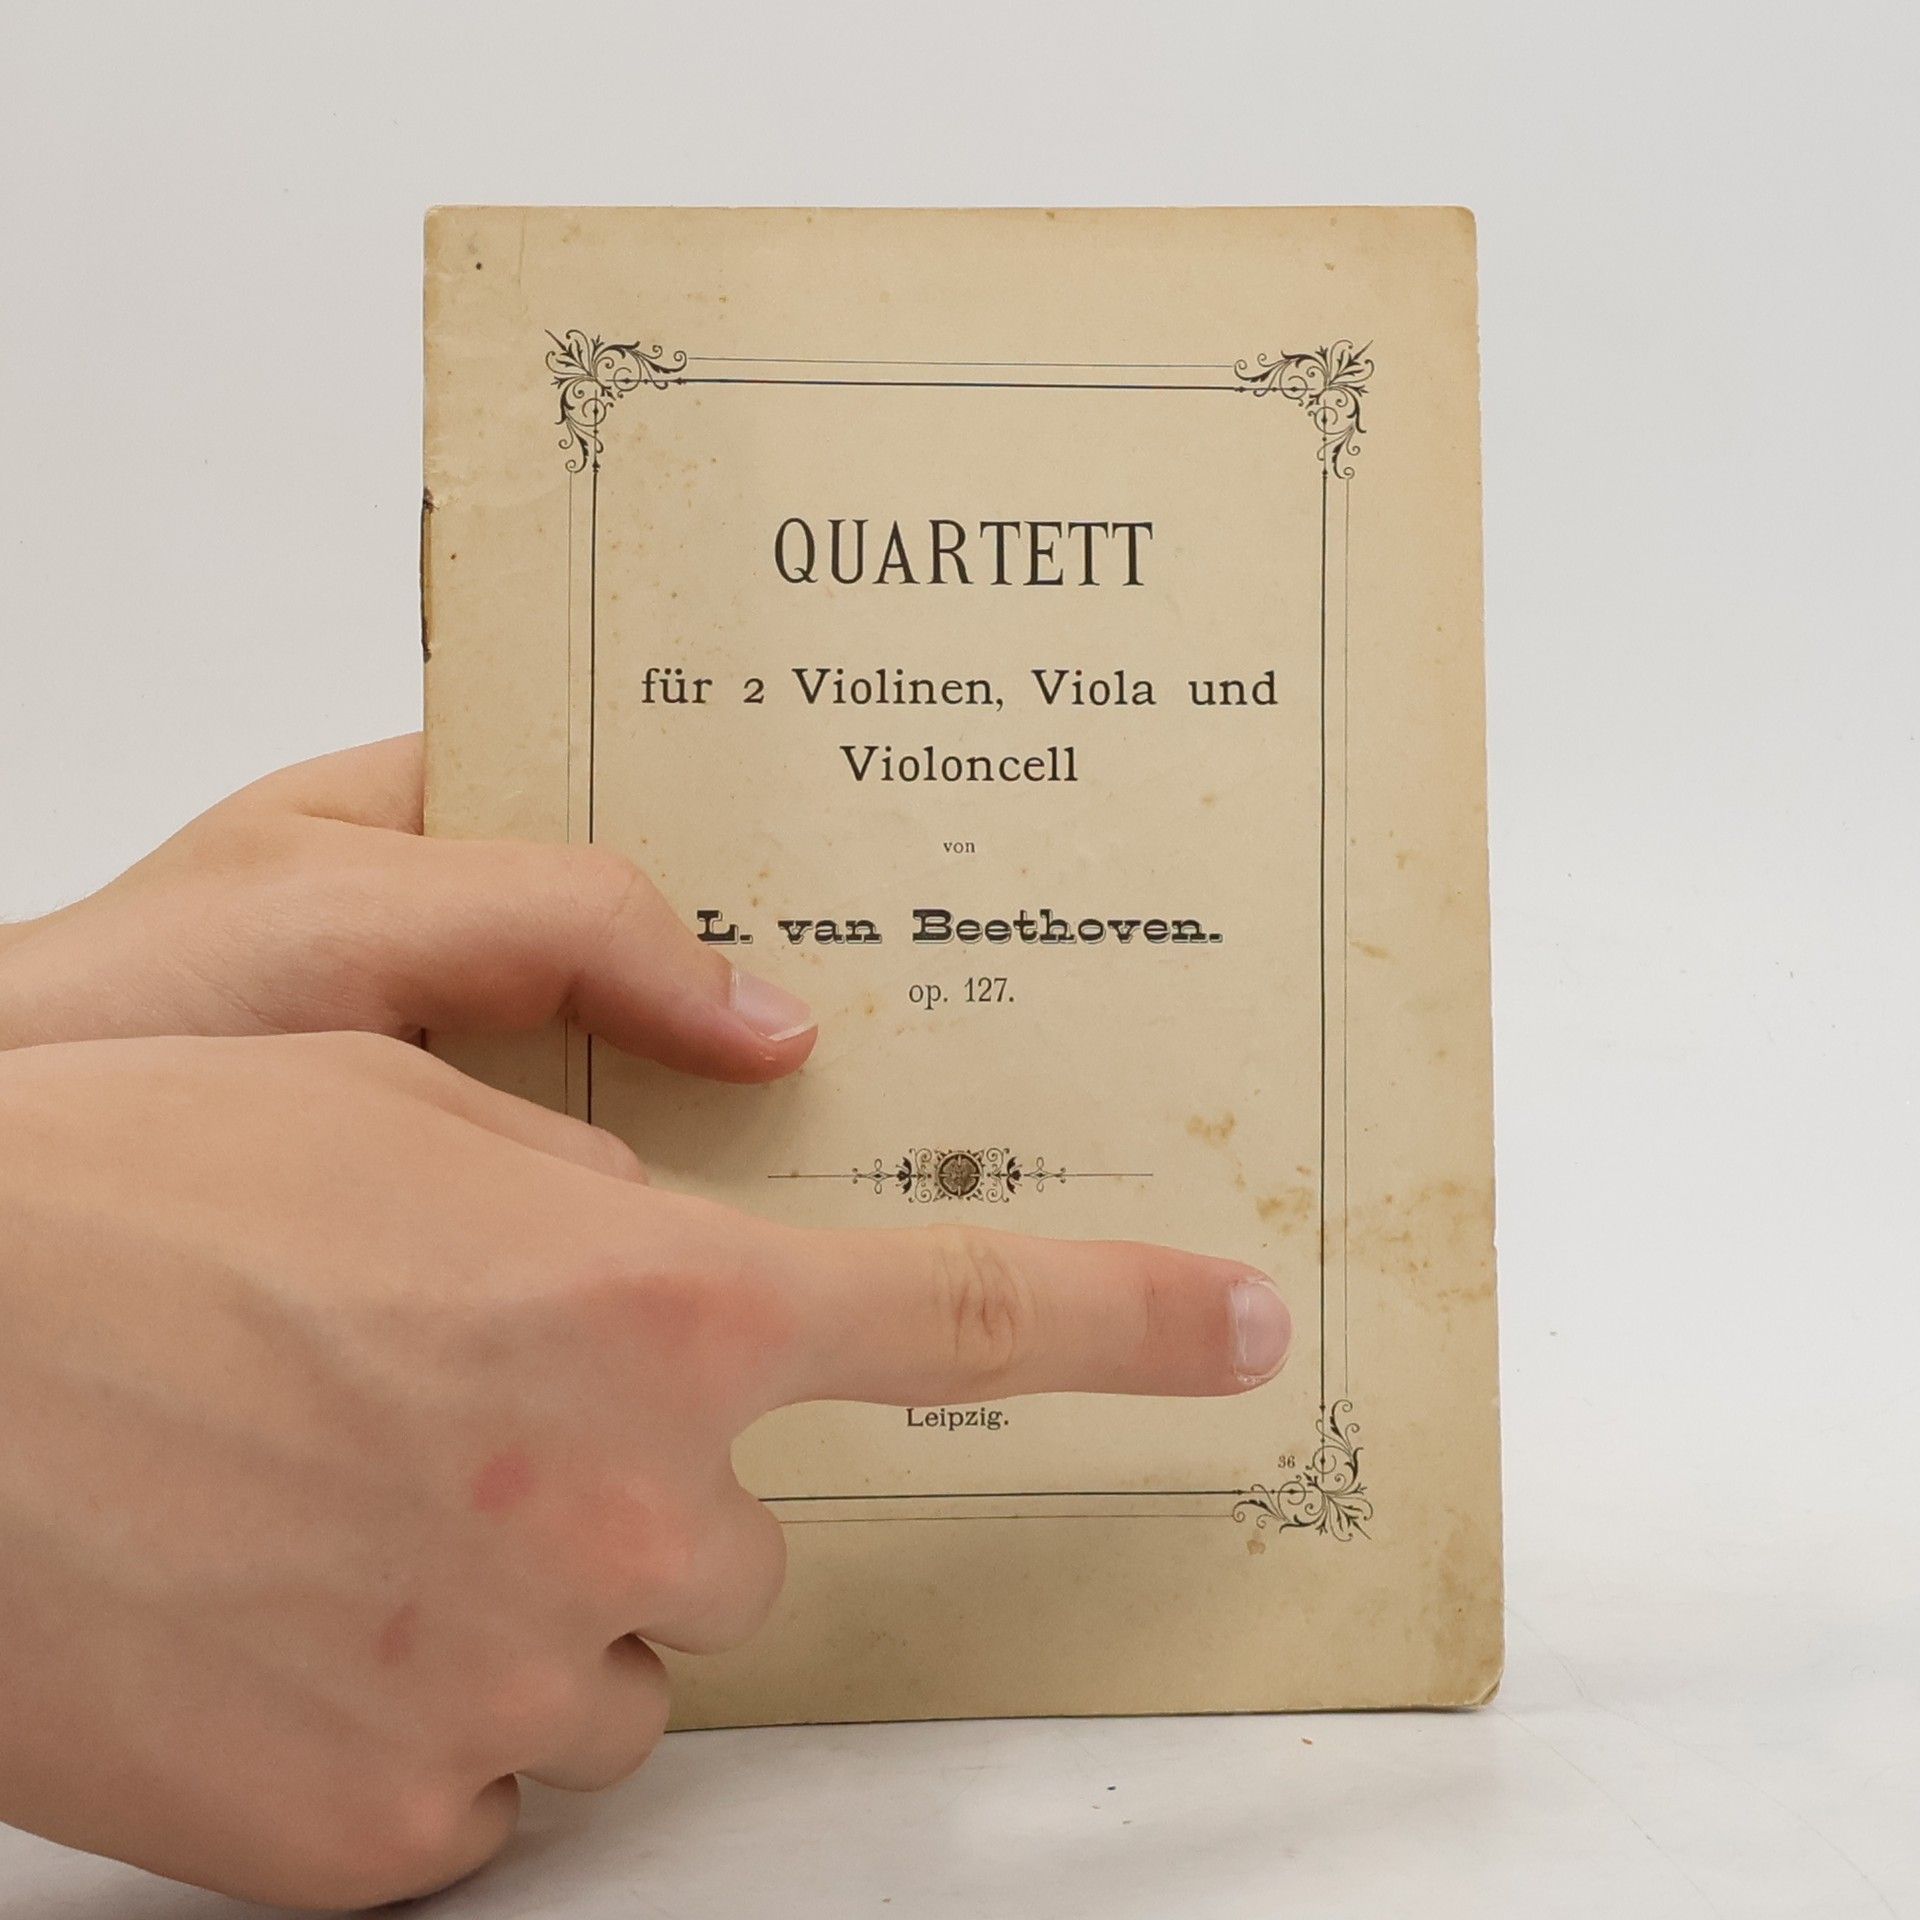 QUARTETT
für 2 Violinen, Viola und
Violoncell
von
L. van Beethoven.
op. 127.
Leipzig.
36